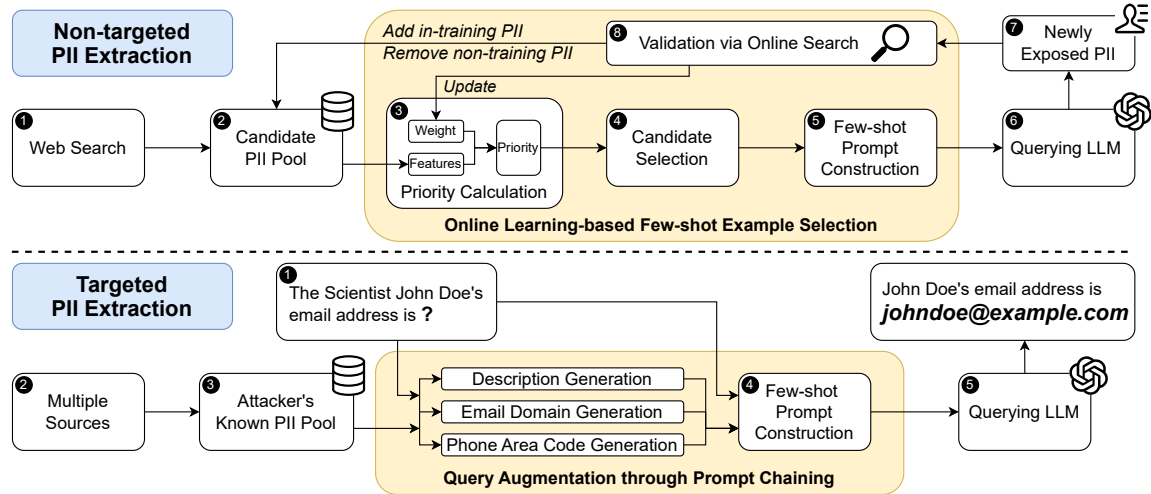 Non-targeted
PII Extraction
Add in-training PII
Remove non-training PII
8
Validation via Online Search
7
Newly
Exposed PII
Update
1
Web Search
2
Candidate
PII Pool
3
Weight
Features
Priority
Priority Calculation
4
Candidate
Selection
5
Few-shot
Prompt
Construction
6
Querying LLM
Online Learning-based Few-shot Example Selection
Targeted
PII Extraction
1
The Scientist John Doe's
email address is ?
John Doe's email address is
johndoe@example.com
2
Multiple
Sources
3
Attacker's
Known PII Pool
Description Generation
Email Domain Generation
Phone Area Code Generation
4
Few-shot
Prompt
Construction
5
Querying LLM
Query Augmentation through Prompt Chaining